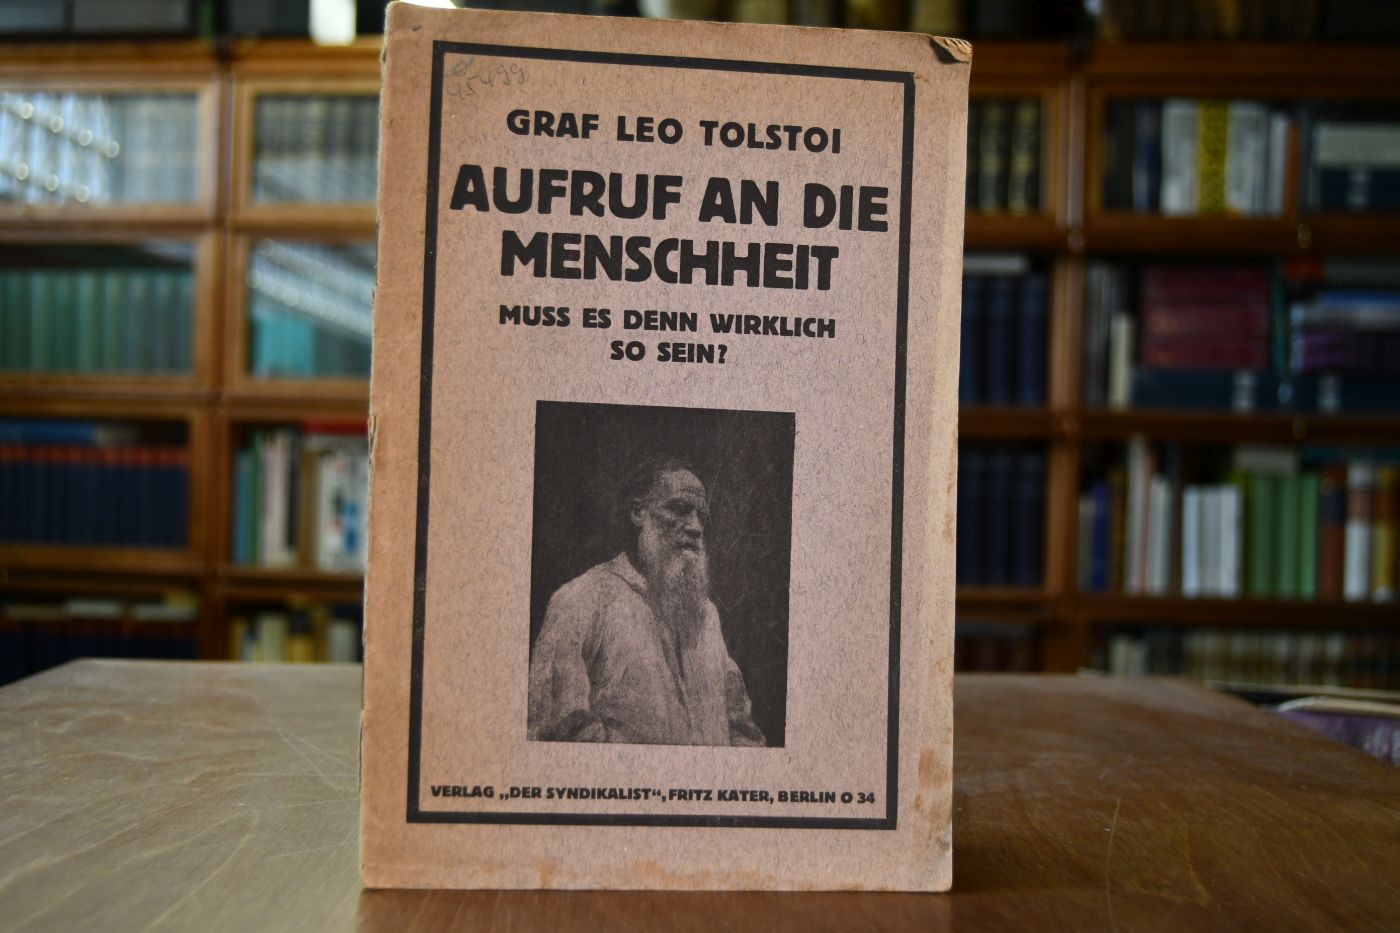 45499
GRAF LEO TOLSTOI
AUFRUF AN DIE
MENSCHHEIT
MUSS ES DENN WIRKLICH
SO SEIN?
VERLAG „DER SYNDIKALIST“, FRITZ KATER, BERLIN O 34